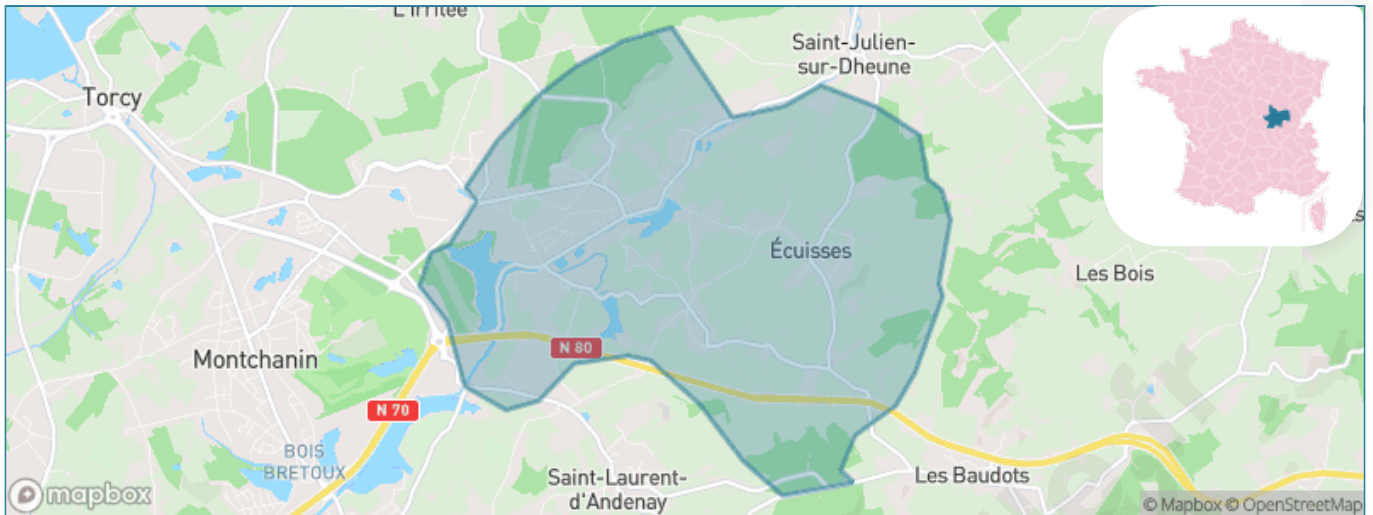 L'Irritée
Saint-Julien-
sur-Dheune
Torcy
Écuisses
Les Bois
Montchanin
N 80
N 70
BOIS
BRETOUX
Saint-Laurent-
d'Andenay
Les Baudots
mapbox
© Mapbox © OpenStreetMap